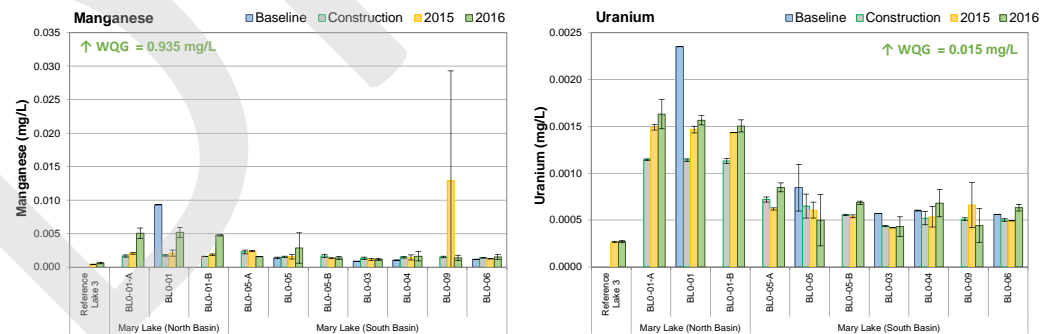 Manganese
Baseline Construction 2015 2016
↑ WQG = 0.935 mg/L
Manganese (mg/L)
0.035
0.030
0.025
0.020
0.015
0.010
0.005
0.000
Reference
Lake 3
BL0-01-A
BL0-01
BL0-01-B
BL0-05-A
BL0-05
BL0-05-B
BL0-03
BL0-04
BL0-09
BL0-06
Mary Lake (North Basin)
Mary Lake (South Basin)
Uranium
Baseline Construction 2015 2016
↑ WQG = 0.015 mg/L
Uranium (mg/L)
0.0025
0.0020
0.0015
0.0010
0.0005
0.0000
Reference
Lake 3
BL0-01-A
BL0-01
BL0-01-B
BL0-05-A
BL0-05
BL0-05-B
BL0-03
BL0-04
BL0-09
BL0-06
Mary Lake (North Basin)
Mary Lake (South Basin)